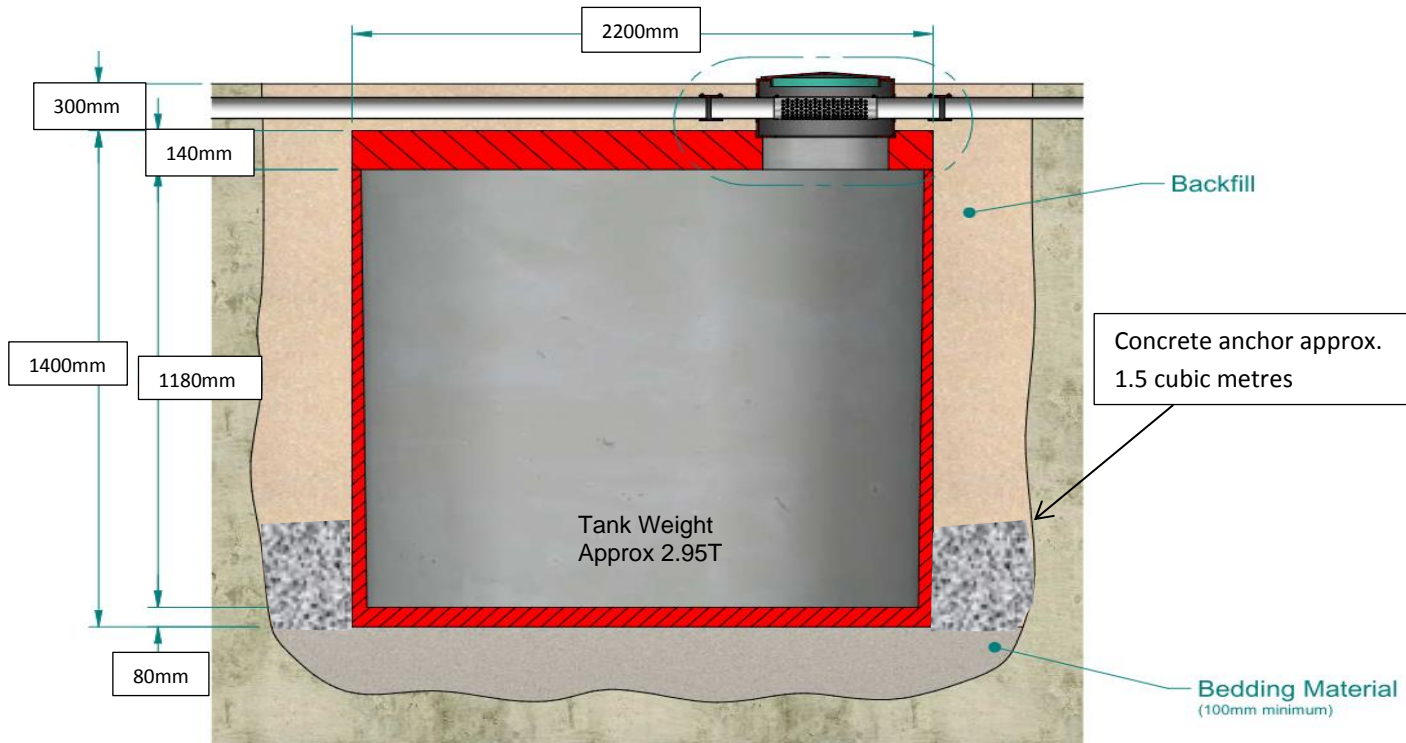 2200mm
300mm
140mm
Backfill
Concrete anchor approx.
1.5 cubic metres
1400mm
1180mm
Tank Weight
Approx 2.95T
80mm
Bedding Material
(100mm minimum)